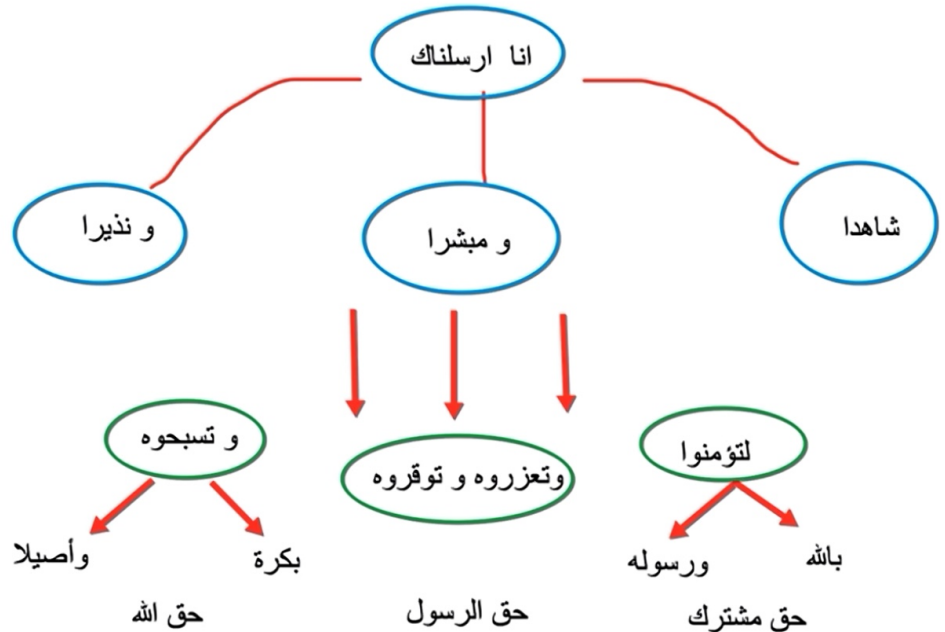 انا ارسلناك
شاهدا
و مبشرا
و نذيرا
لتؤمنوا
وتعزروه و توقروه
و تسبحوه
بالله
ورسوله
بكرة
وأصيلا
حق مشترك
حق الرسول
حق الله